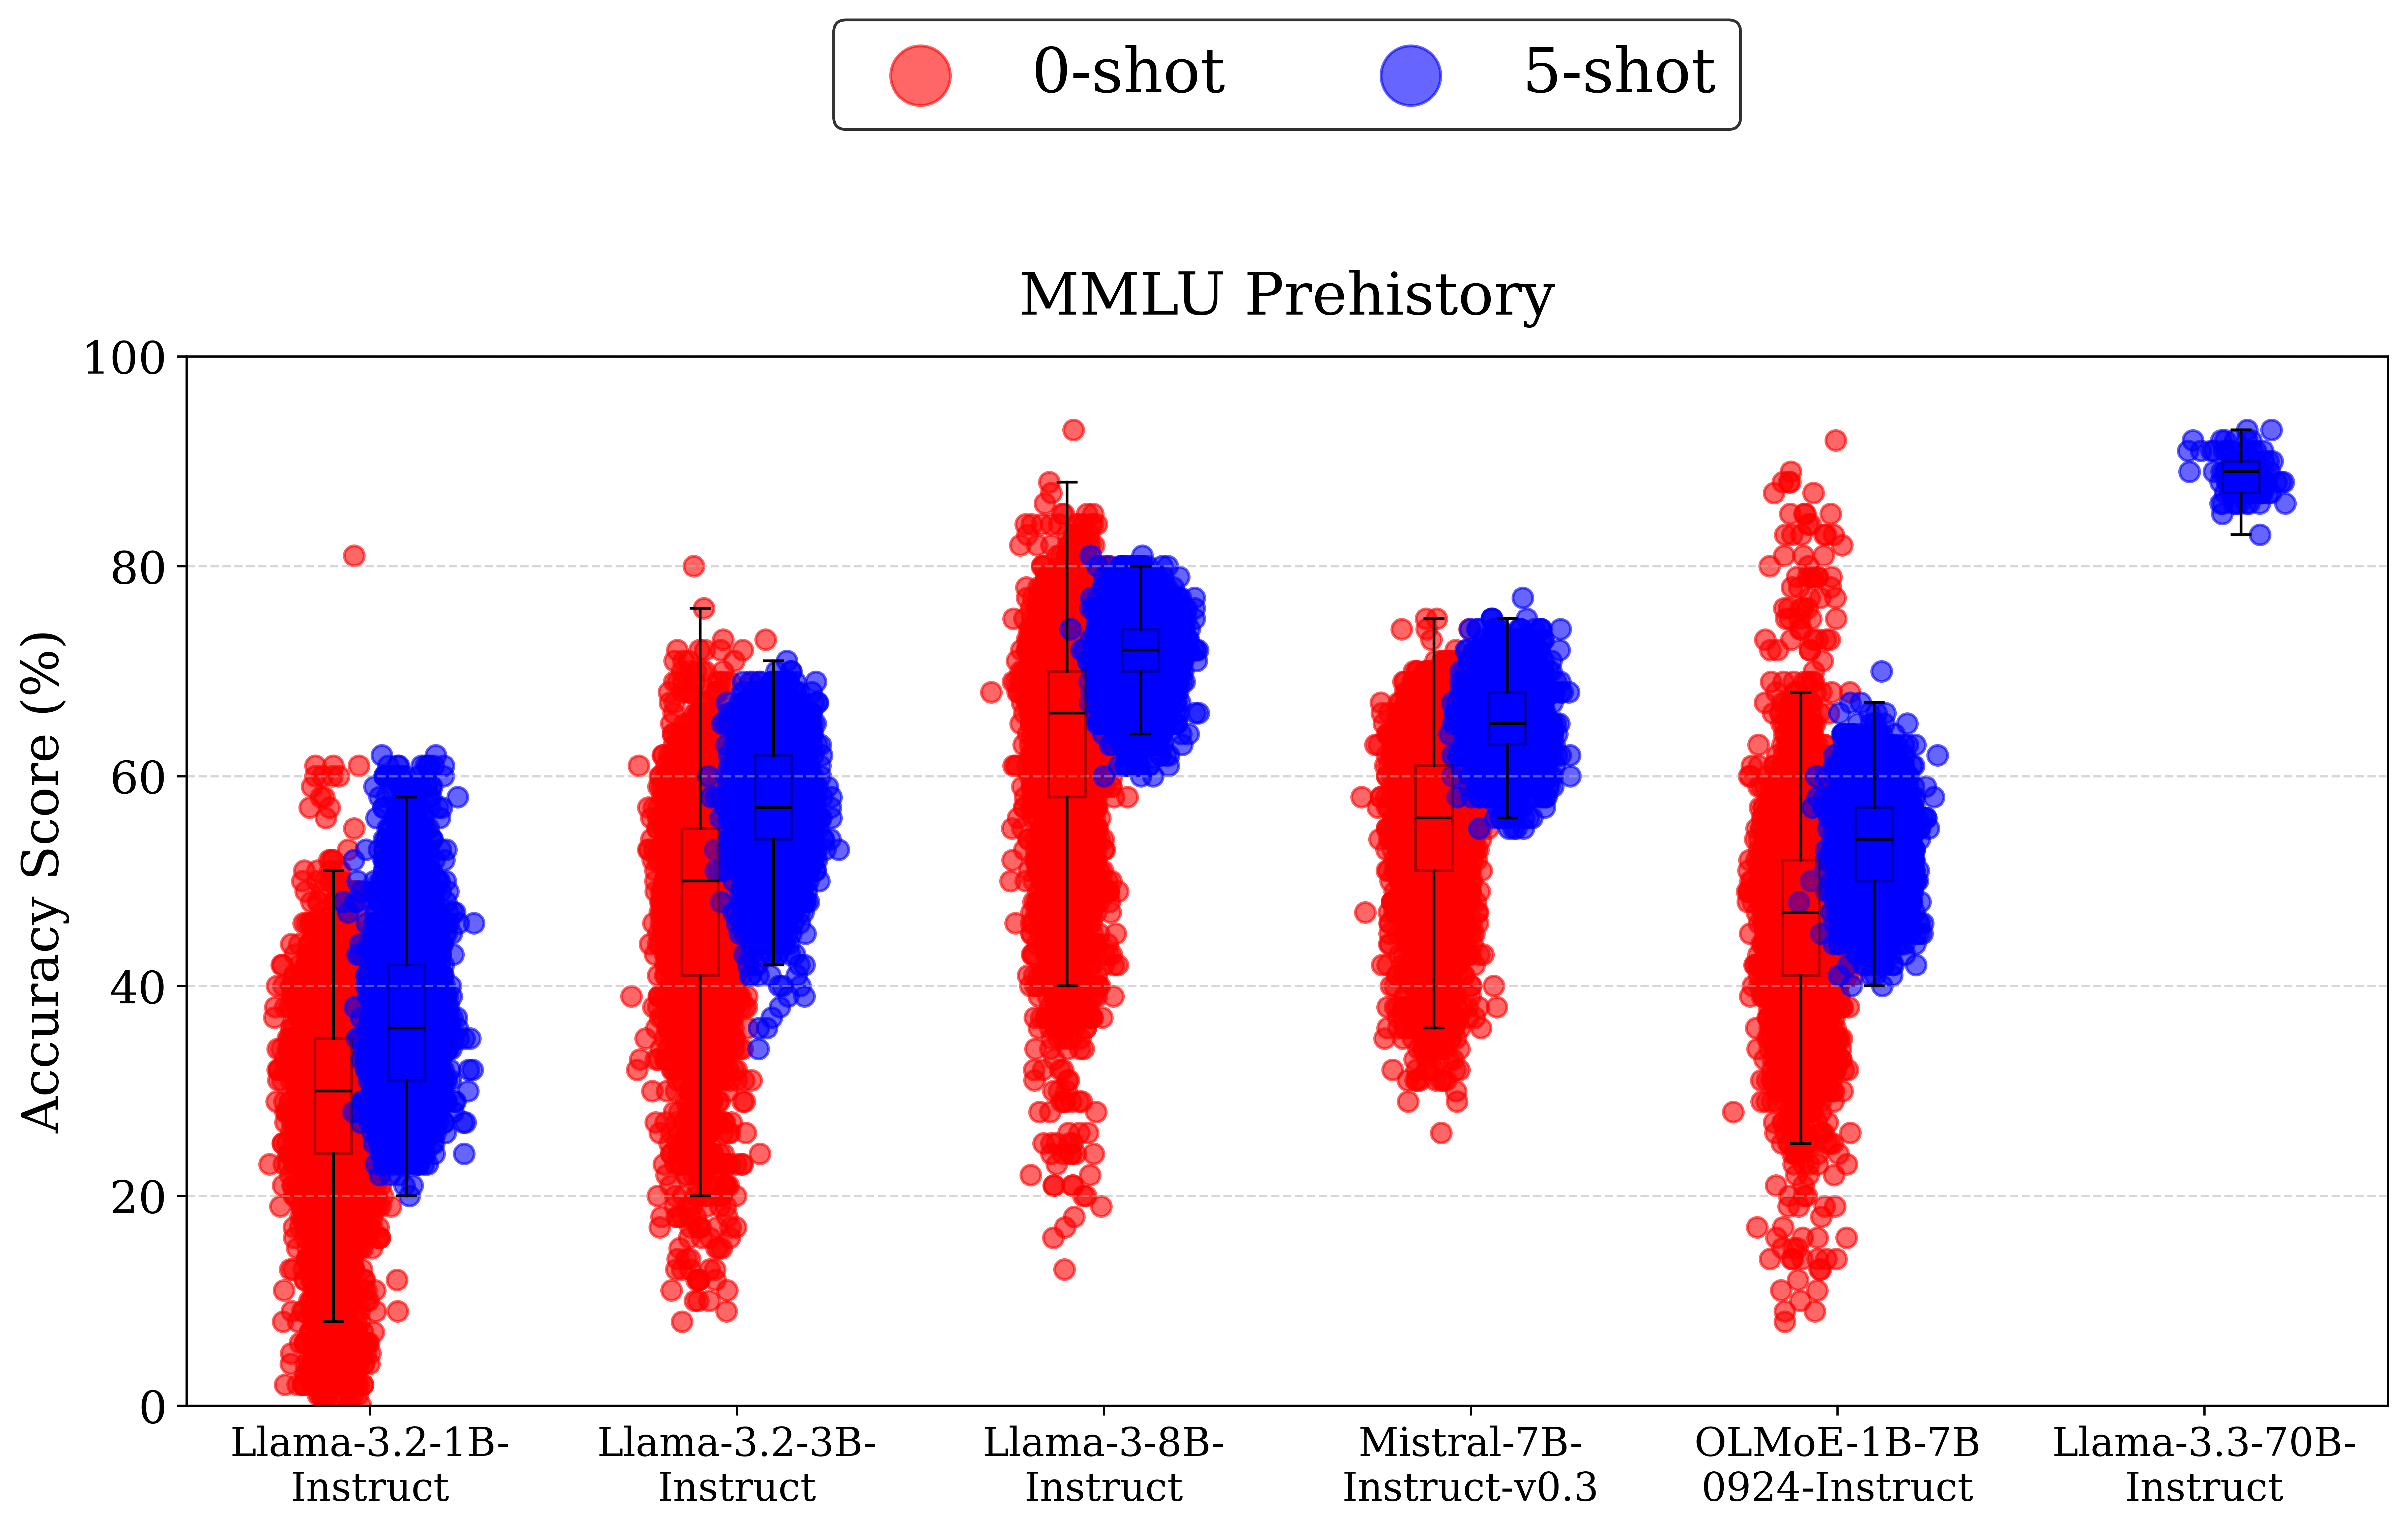 0-shot 5-shot
MMLU Prehistory
100
80
60
40
20
0
Accuracy Score (%)
Llama-3.2-1B-
Instruct
Llama-3.2-3B-
Instruct
Llama-3-8B-
Instruct
Mistral-7B-
Instruct-v0.3
OLMoE-1B-7B
0924-Instruct
Llama-3.3-70B-
Instruct